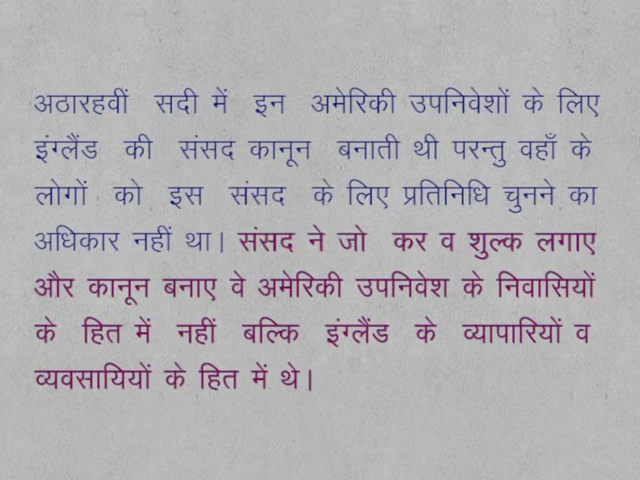 अठारहवीं सदी में इन अमेरिकी उपनिवेशों के लिए
इंग्लैंड की संसद कानून बनाती थी परन्तु वहाँ के
लोगों को इस संसद के लिए प्रतिनिधि चुनने का
अधिकार नहीं था। संसद ने जो कर व शुल्क लगाए
और कानून बनाए वे अमेरिकी उपनिवेश के निवासियों
के हित में नहीं बल्कि इंग्लैंड के व्यापारियों व
व्यवसायियों के हित में थे।